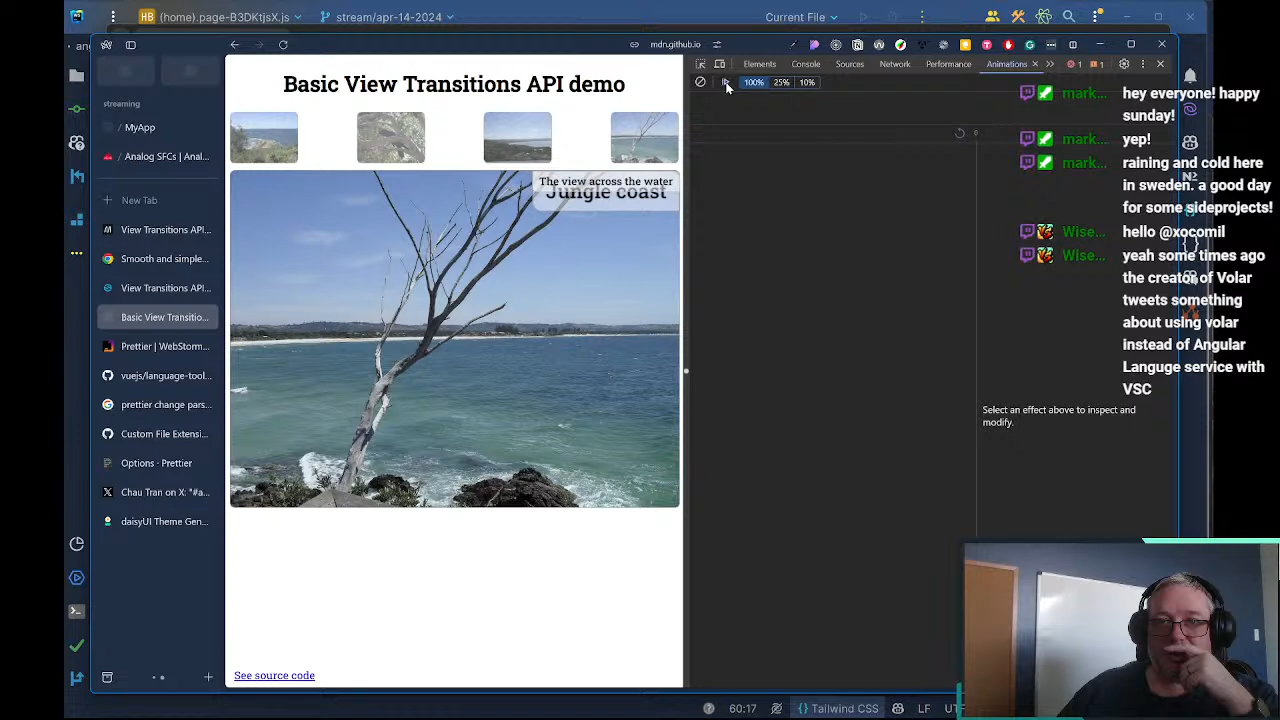 HB (home).page-B3DKtjsX.js
stream/apr-14-2024
Current File
mdn.github.io
ang
streaming
MyApp
/ Analog SFCs | Anal...
New Tab
View Transitions API...
Smooth and simple...
View Transitions API...
Basic View Transitio...
Prettier | WebStorm...
vuejs/language-tool...
prettier change pars...
Custom File Extensi...
Options · Prettier
Chau Tran on X: "#a...
daisyUI Theme Gen...
Basic View Transitions API demo
The view across the water
Jungle coast
See source code
Elements
Console
Sources
Network
Performance
Animations
1
1
100%
25%
10%
0
Select an effect above to inspect and
modify.
mark... hey everyone! happy
sunday!
mark... yep!
mark... raining and cold here
in sweden. a good day
for some sideprojects!
Wise... hello @xocomil
Wise... yeah some times ago
the creator of Volar
tweets something
about using volar
instead of Angular
Languge service with
VSC
60:17
Tailwind CSS
LF
UTF